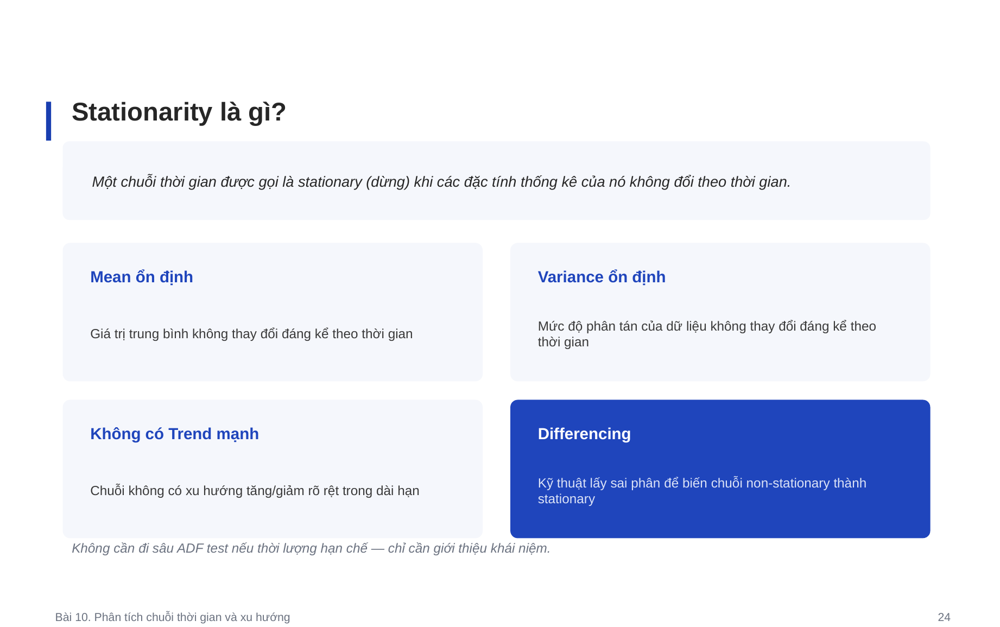 Stationarity là gì?
Một chuỗi thời gian được gọi là stationary (dừng) khi các đặc tính thống kê của nó không đổi theo thời gian.
Mean ổn định
Giá trị trung bình không thay đổi đáng kể theo thời gian
Variance ổn định
Mức độ phân tán của dữ liệu không thay đổi đáng kể theo
thời gian
Không có Trend mạnh
Chuỗi không có xu hướng tăng/giảm rõ rệt trong dài hạn
Differencing
Kỹ thuật lấy sai phân để biến chuỗi non-stationary thành
stationary
Không cần đi sâu ADF test nếu thời lượng hạn chế — chỉ cần giới thiệu khái niệm.
Bài 10. Phân tích chuỗi thời gian và xu hướng
24